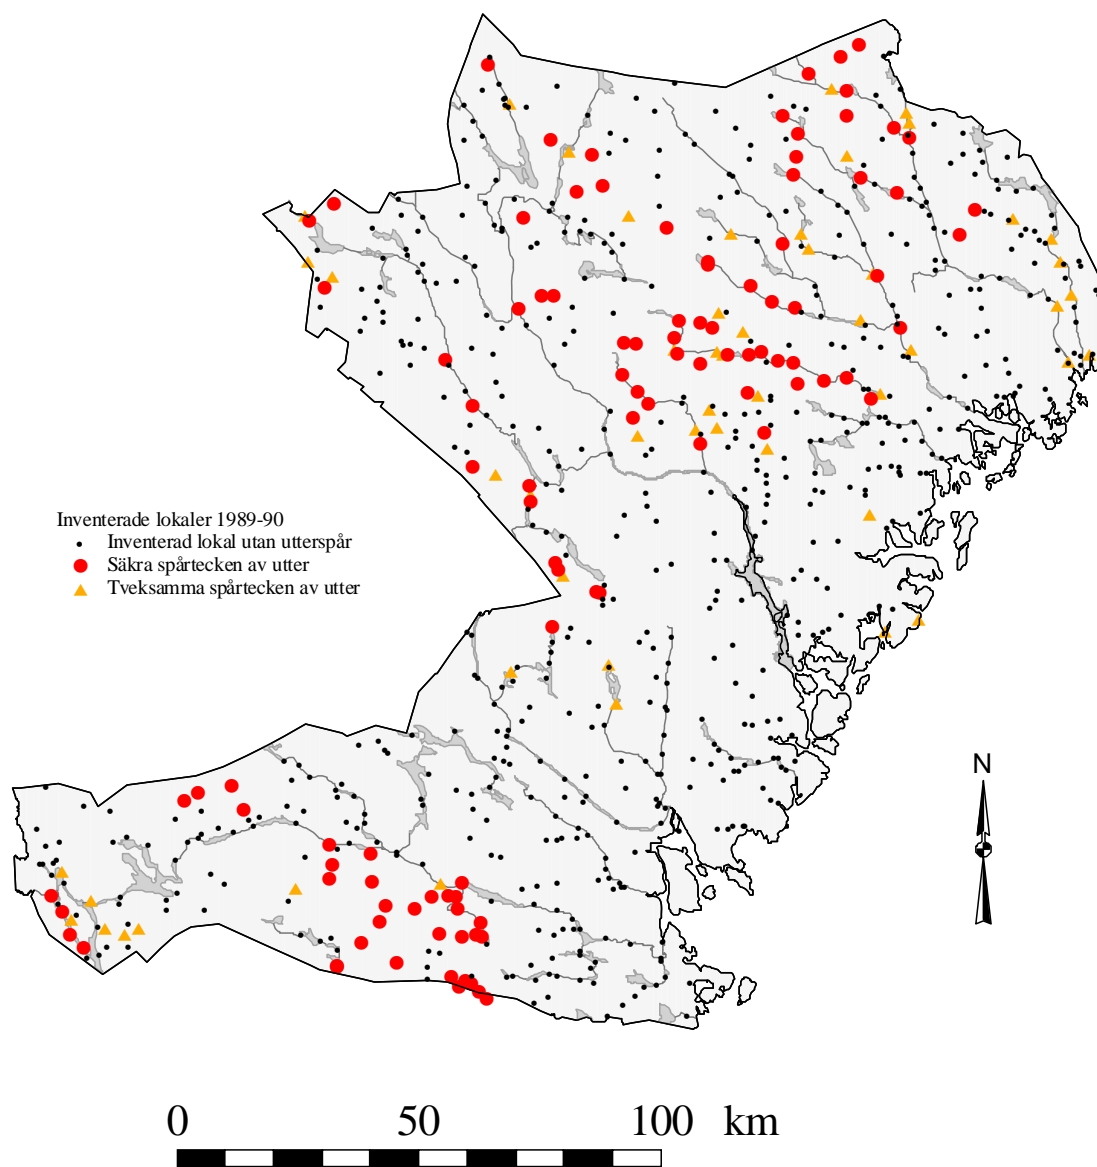 Inventerade lokaler 1989-90
Inventerad lokal utan utterspår
Säkra spårtecken av utter
Tveksamma spårtecken av utter
N
0 50 100 km